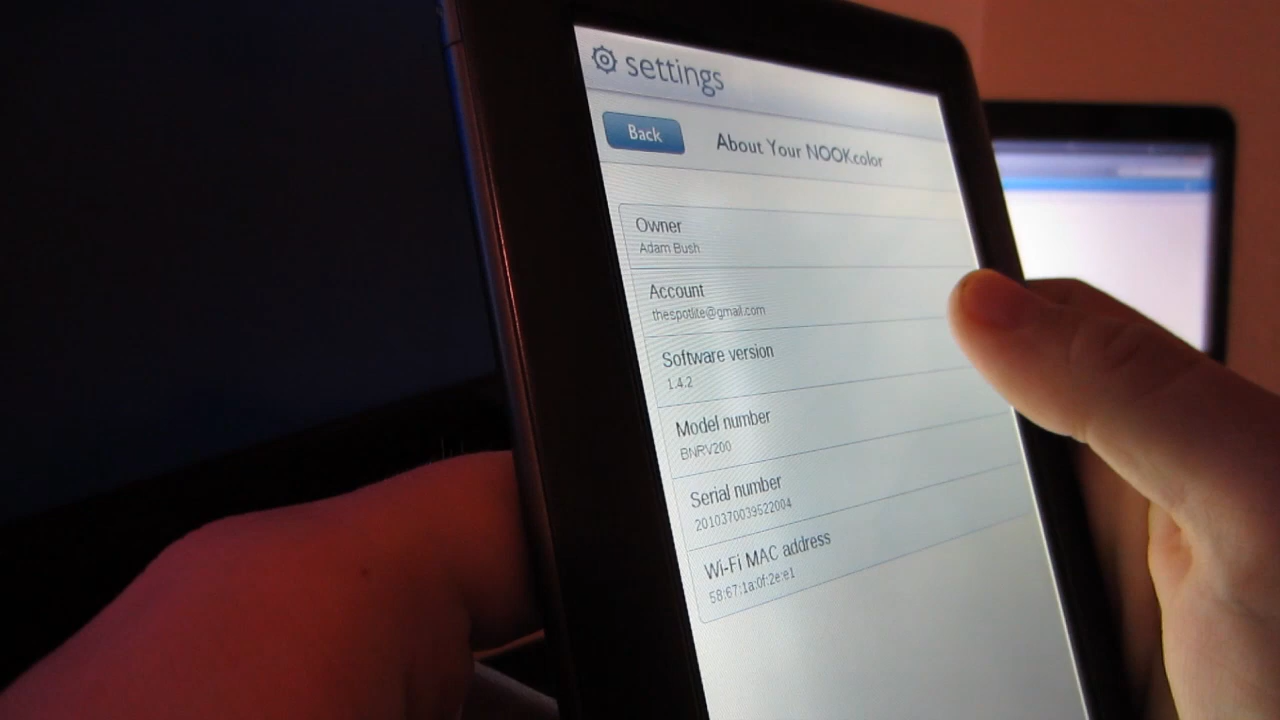 settings
Back
About Your NOOKcolor
Owner
Adam Bush
Account
thespotlite@gmail.com
Software version
1.4.2
Model number
BNRV200
Serial number
2010370039522004
Wi-Fi MAC address
58:67:1a:0f:2e:e1